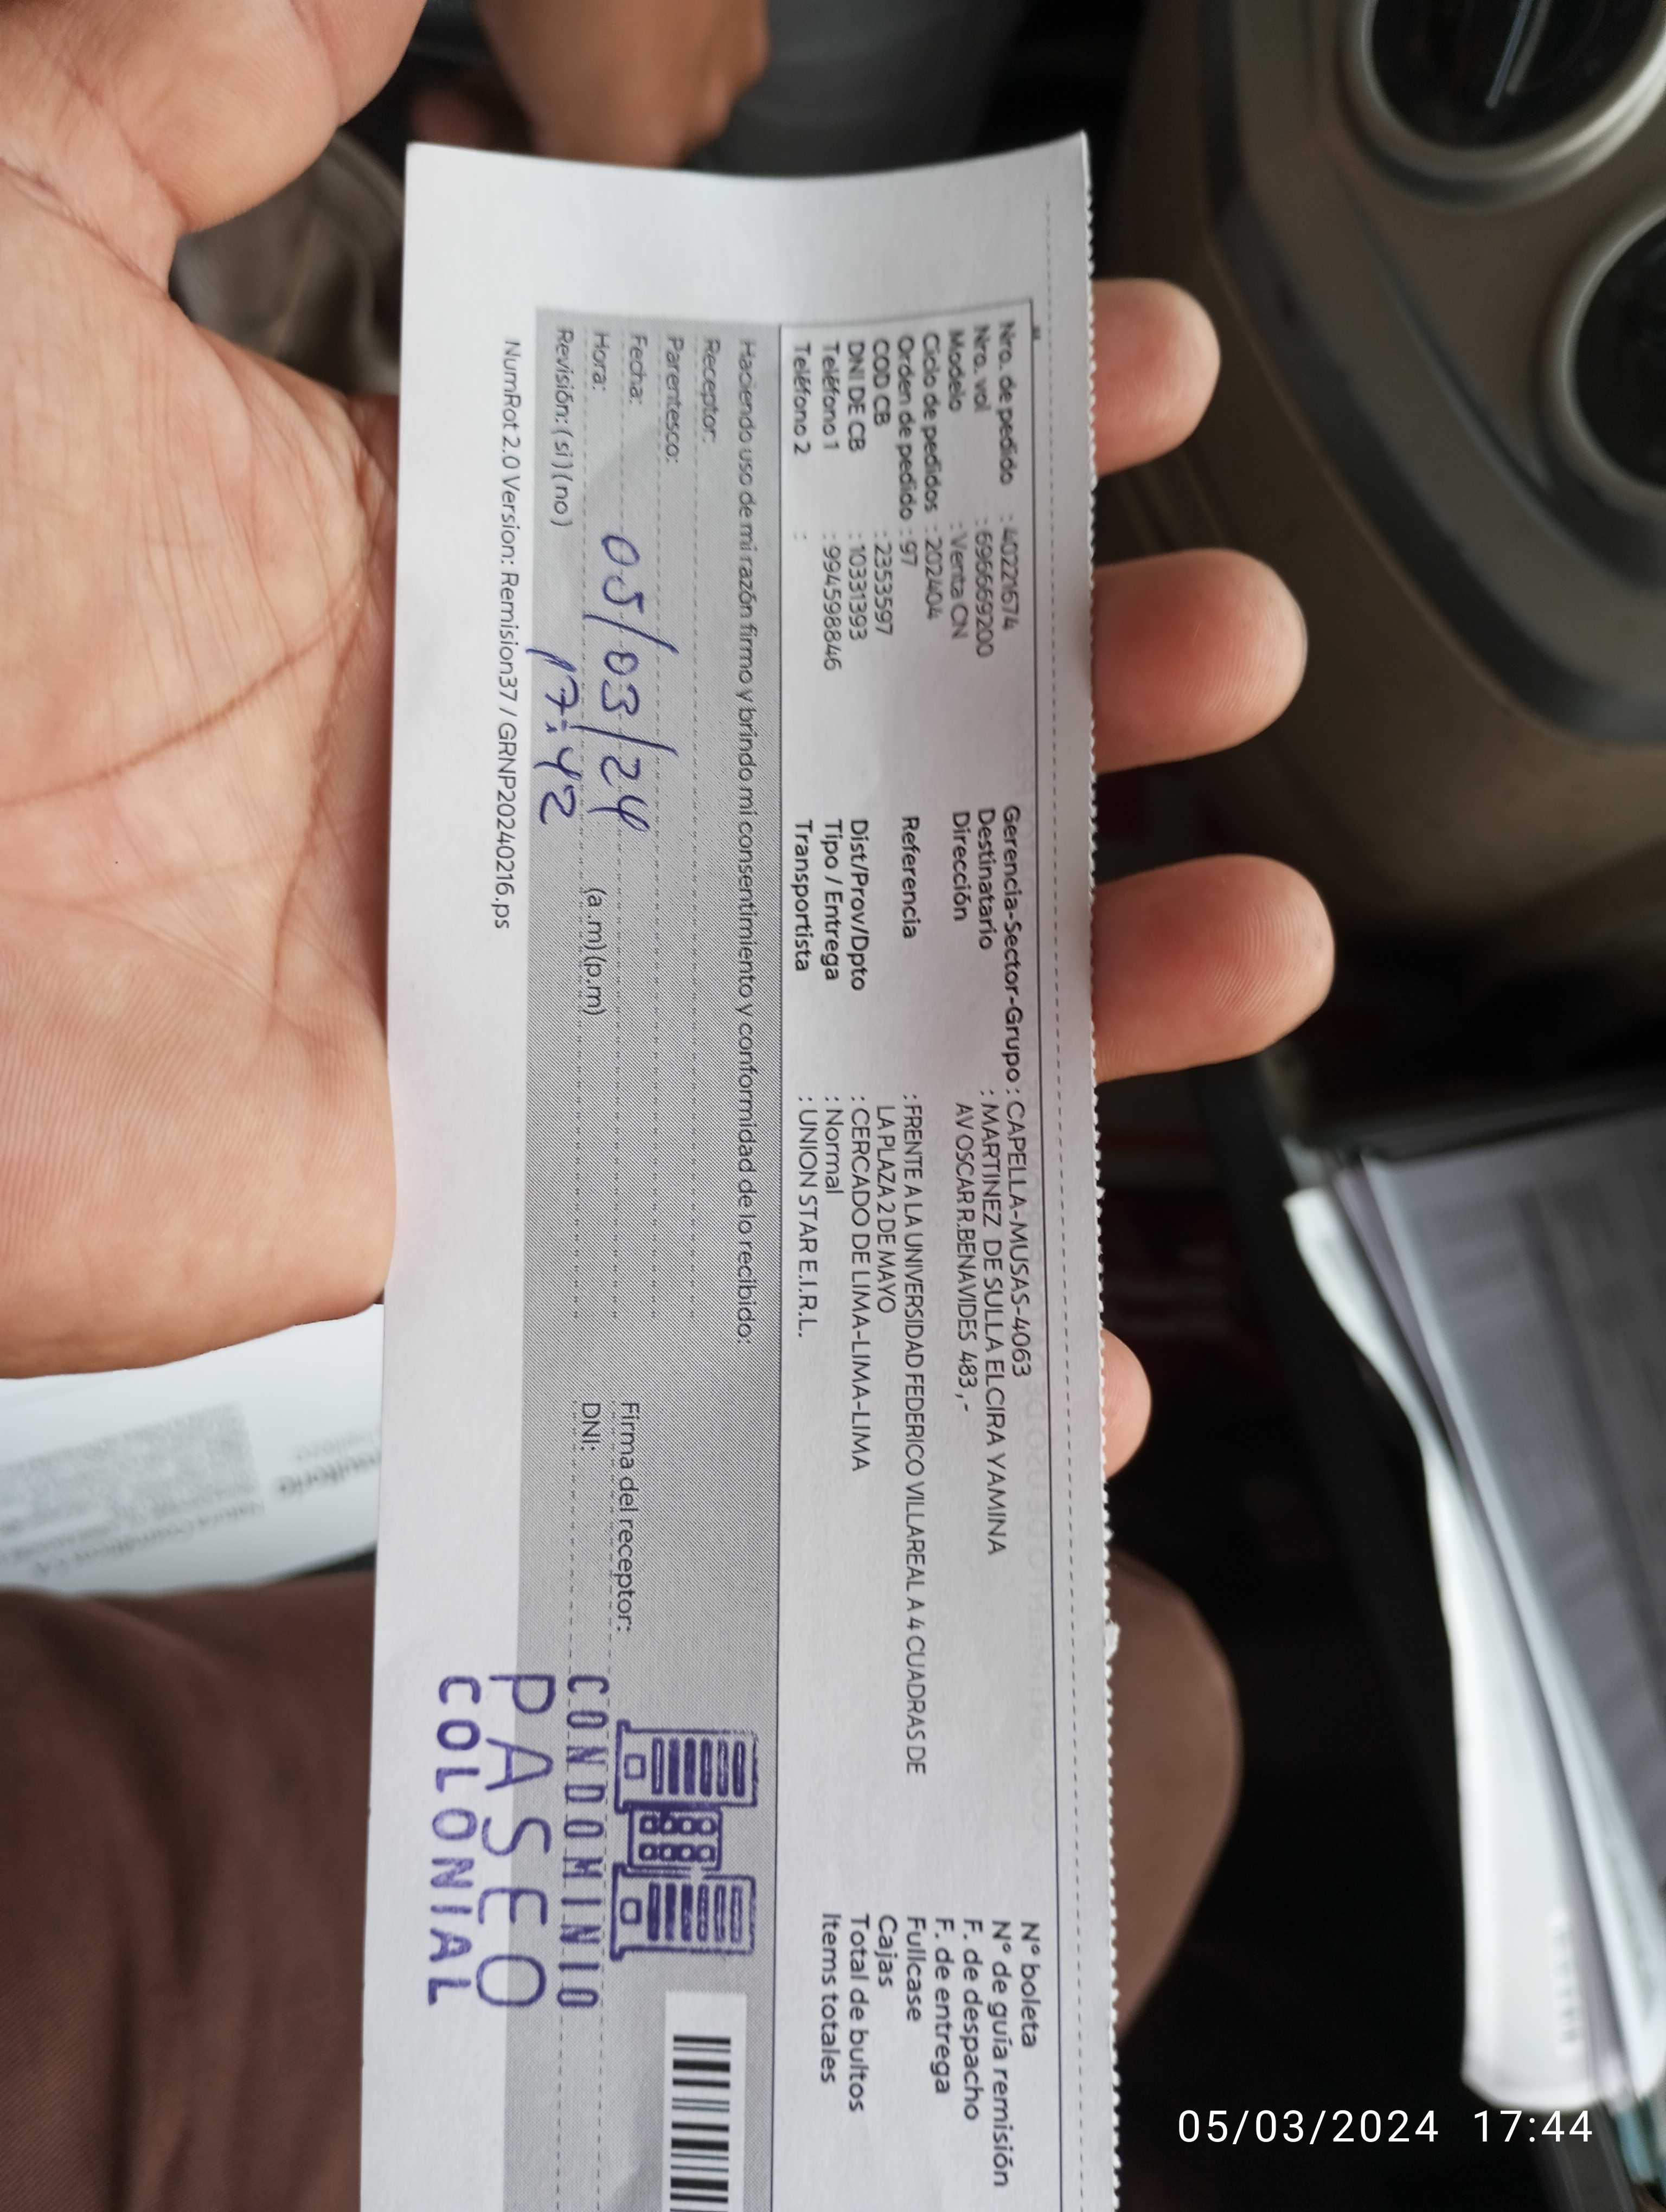 Nro. de pedido : 40221674
Nro. vol : 696669200
Modelo : Venta CN
Ciclo de pedidos : 202404
Orden de pedido : 97
COD CB : 2353597
DNI DE CB : 10331393
Teléfono 1 : 994598846
Teléfono 2 :
Gerencia-Sector-Grupo : CAPELLA-MUSAS-4063
Destinatario : MARTINEZ DE SULLA ELCIRA YAMINA
Dirección AV OSCAR R.BENAVIDES 483 , -
Referencia : FRENTE A LA UNIVERSIDAD FEDERICO VILLAREAL A 4 CUADRAS DE
LA PLAZA 2 DE MAYO
Dist/Prov/Dpto : CERCADO DE LIMA-LIMA-LIMA
Tipo / Entrega : Normal
Transportista : UNION STAR E.I.R.L.
N° boleta
N° de guía remisión
F. de despacho
F. de entrega
Fullcase
Cajas
Total de bultos
Items totales
Haciendo uso de mi razón firmo y brindo mi consentimiento y conformidad de lo recibido:
Receptor:
Parentesco:
Fecha: 05/03/24
Hora: 17:42 (a.m) (p.m)
Revisión: ( si ) ( no )
Firma del receptor:
DNI:
CONDOMINIO
PASEO
COLONIAL
NumRot 2.0 Version: Remision37 / GRNP20240216.ps
05/03/2024 17:44